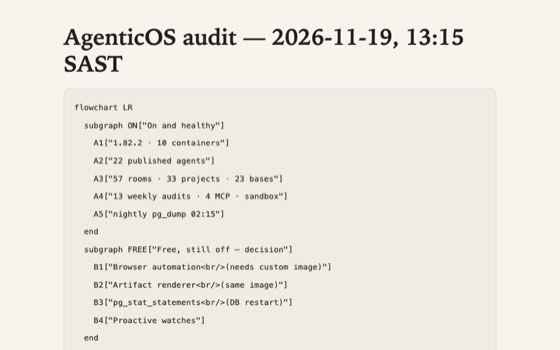 AgenticOS audit — 2026-11-19, 13:15
SAST
flowchart LR
subgraph ON["On and healthy"]
A1["1.82.2 · 10 containers"]
A2["22 published agents"]
A3["57 rooms · 33 projects · 23 bases"]
A4["13 weekly audits · 4 MCP · sandbox"]
A5["nightly pg_dump 02:15"]
end
subgraph FREE["Free, still off — decision"]
B1["Browser automation<br/>(needs custom image)"]
B2["Artifact renderer<br/>(same image)"]
B3["pg_stat_statements<br/>(DB restart)"]
B4["Proactive watches"]
end